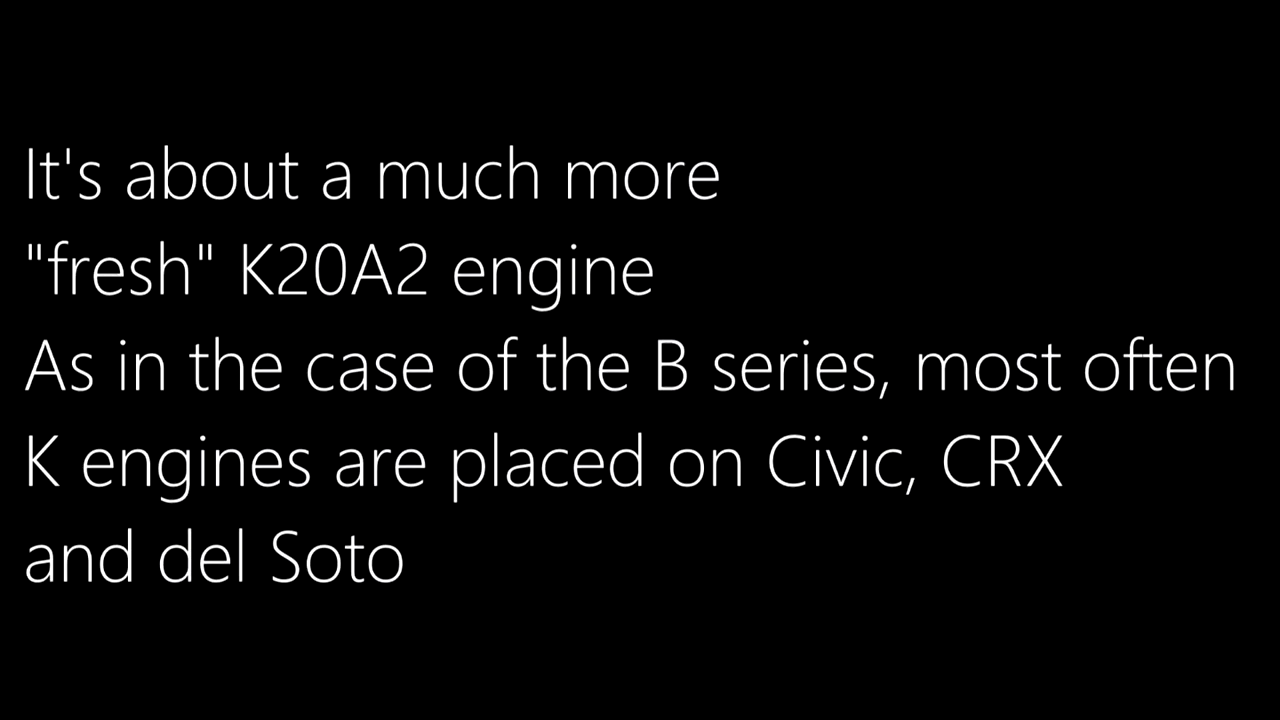 It's about a much more
"fresh" K20A2 engine
As in the case of the B series, most often
K engines are placed on Civic, CRX
and del Soto